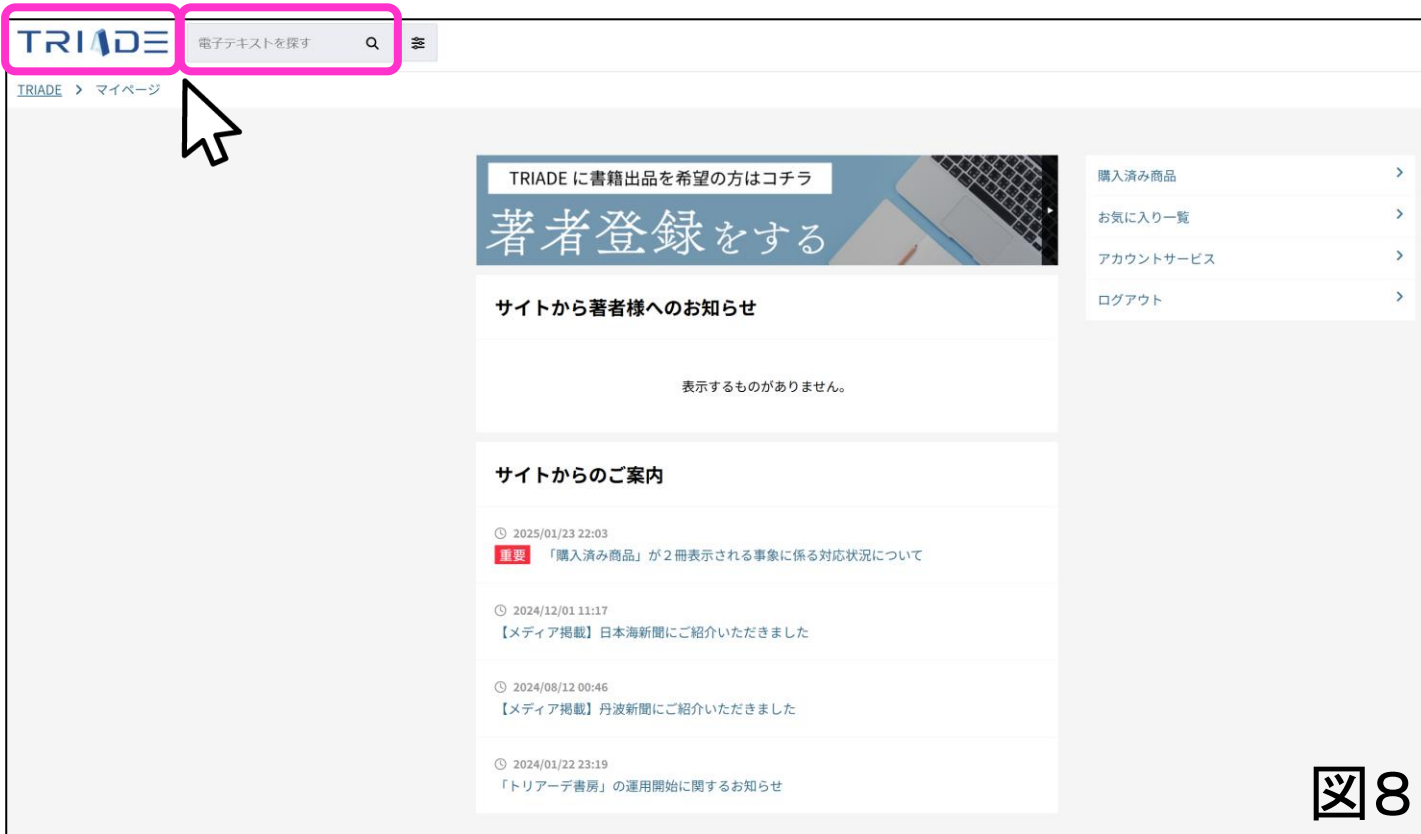 TRIADE
電子テキストを探す
TRIADE > マイページ
TRIADE に書籍出品を希望の方はコチラ
著者登録をする
サイトから著者様へのお知らせ
表示するものがありません。
サイトからのご案内
2025/01/23 22:03
重要 「購入済み商品」が2冊表示される事象に係る対応状況について
2024/12/01 11:17
【メディア掲載】日本海新聞にご紹介いただきました
2024/08/12 00:46
【メディア掲載】丹波新聞にご紹介いただきました
2024/01/22 23:19
「トリアーデ書房」の運用開始に関するお知らせ
購入済み商品
お気に入り一覧
アカウントサービス
ログアウト
図8